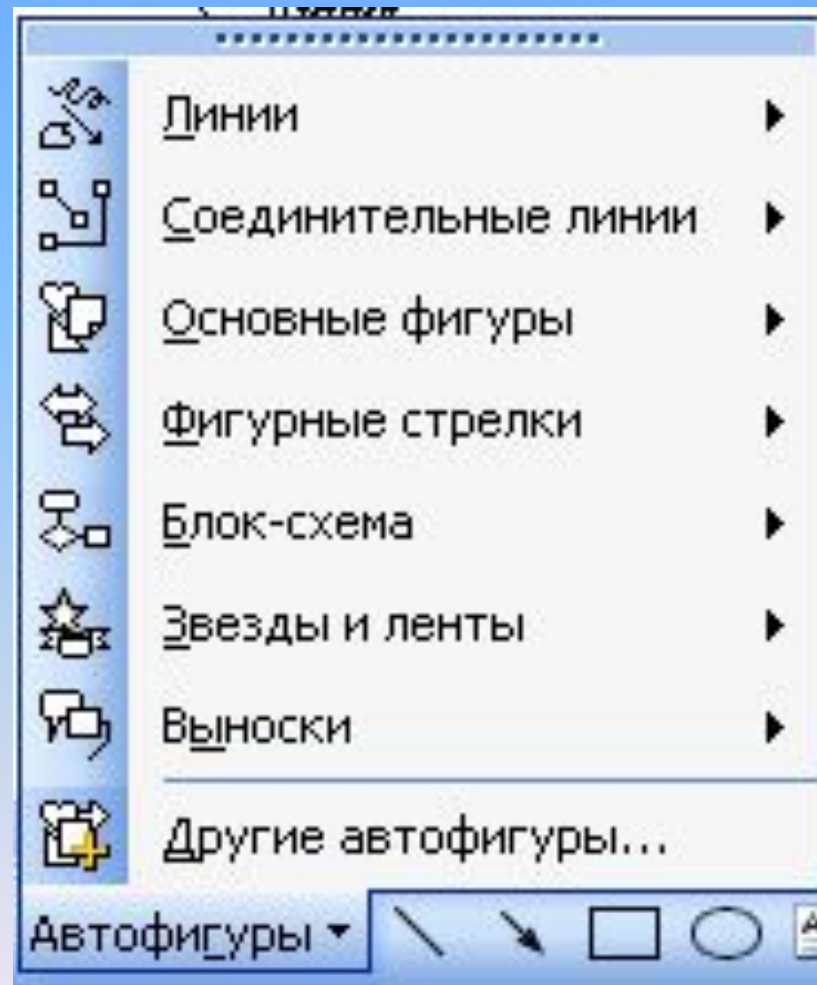 Линии
Соединительные линии
Основные фигуры
Фигурные стрелки
Блок-схема
Звезды и ленты
Выноски
Другие автофигуры...
Автофигуры